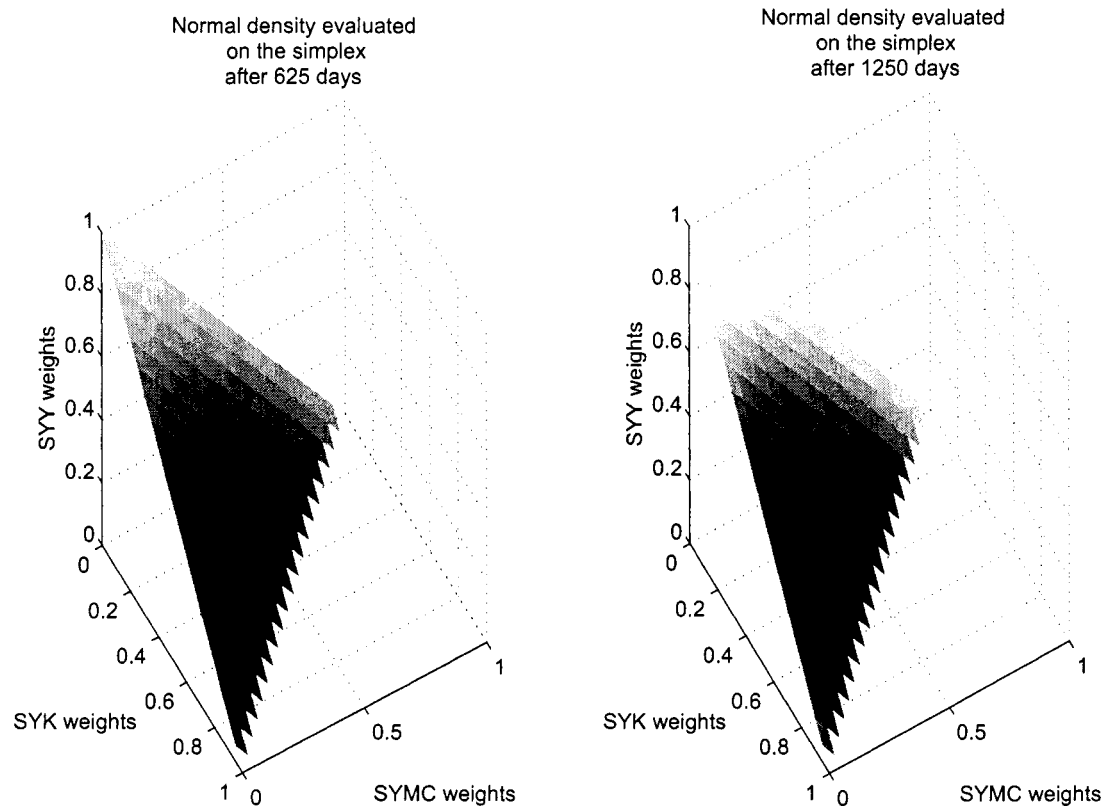 Normal density evaluated
on the simplex
after 625 days
1
0.8
0.6
0.4
0.2
0
SYY weights
0
0.2
0.4
0.6
0.8
1
SYK weights
0
0.5
1
SYMC weights
Normal density evaluated
on the simplex
after 1250 days
1
0.8
0.6
0.4
0.2
0
SYY weights
0
0.2
0.4
0.6
0.8
1
SYK weights
0
0.5
1
SYMC weights